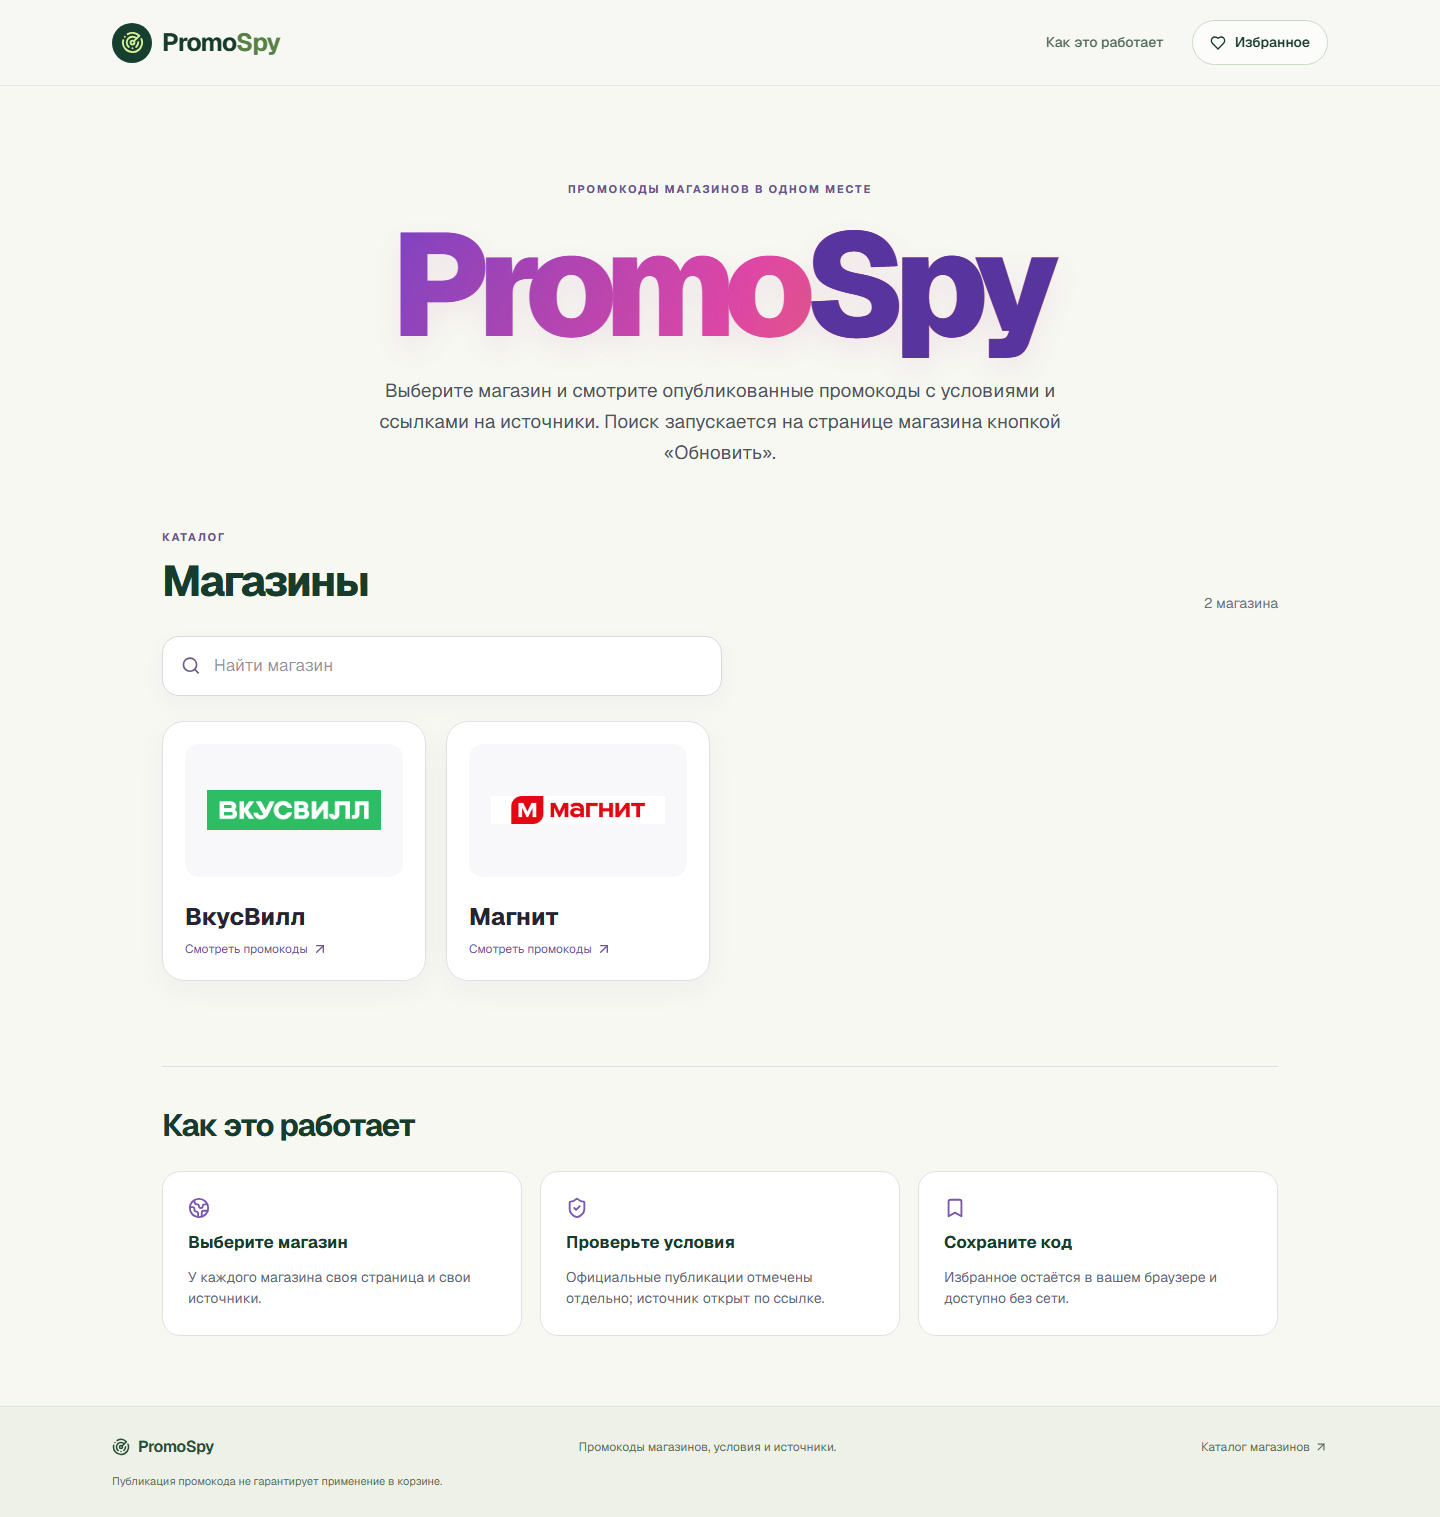 PromoSpy
Как это работает
Избранное
ПРОМОКОДЫ МАГАЗИНОВ В ОДНОМ МЕСТЕ
PromoSpy
Выберите магазин и смотрите опубликованные промокоды с условиями и
ссылками на источники. Поиск запускается на странице магазина кнопкой
«Обновить».
КАТАЛОГ
Магазины
2 магазина
Найти магазин
ВКУСВИЛЛ
М МАГНИТ
ВкусВилл
Магнит
Смотреть промокоды
Смотреть промокоды
Как это работает
Выберите магазин
У каждого магазина своя страница и свои
источники.
Проверьте условия
Официальные публикации отмечены
отдельно; источник открыт по ссылке.
Сохраните код
Избранное остаётся в вашем браузере и
доступно без сети.
PromoSpy
Промокоды магазинов, условия и источники.
Каталог магазинов
Публикация промокода не гарантирует применение в корзине.